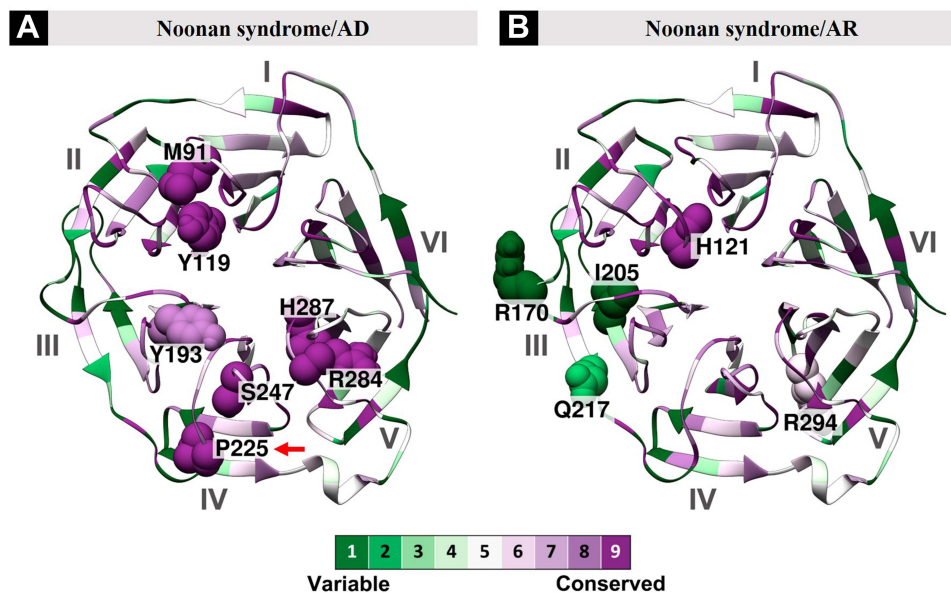 A Noonan syndrome/AD
B Noonan syndrome/AR
I
II
M91
Y119
VI
H287
III
Y193
R284
S247
P225
V
IV
I
II
H121
VI
I205
R170
III
Q217
R294
V
IV
1 2 3 4 5 6 7 8 9
Variable Conserved